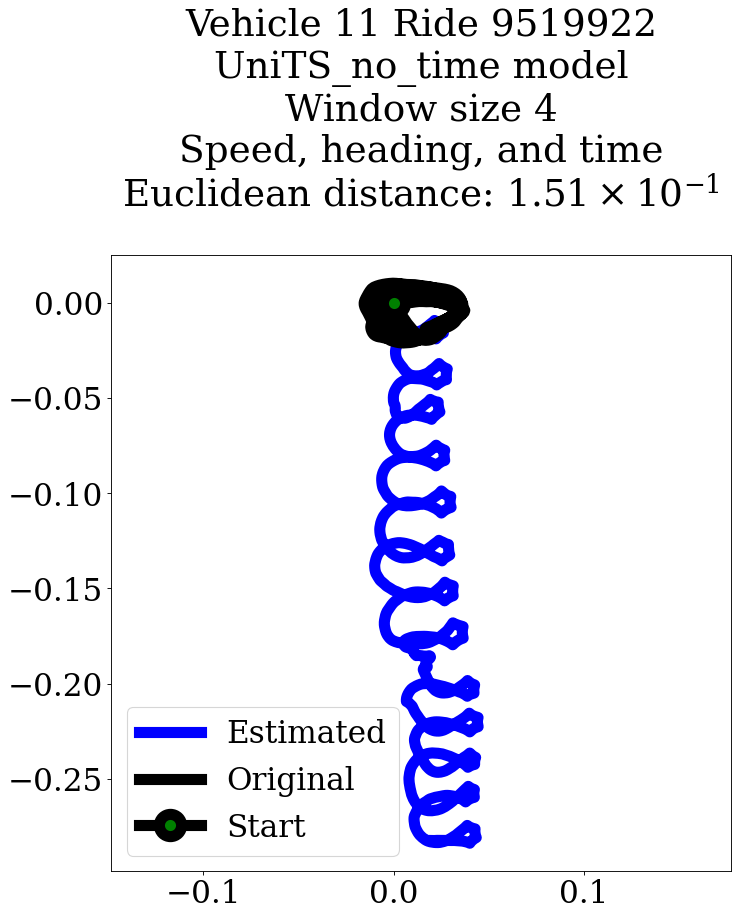 Vehicle 11 Ride 9519922
UniTS_no_time model
Window size 4
Speed, heading, and time
Euclidean distance: 1.51 × 10⁻¹
0.00
−0.05
−0.10
−0.15
−0.20
−0.25
Estimated
Original
Start
−0.1 0.0 0.1